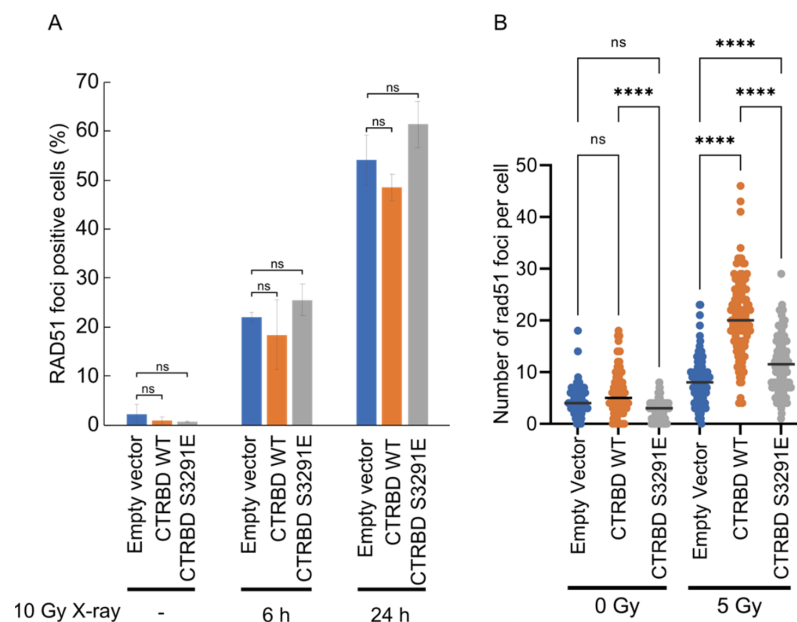 A
RAD51 foci positive cells (%)
70
60
50
40
30
20
10
0
ns
ns
ns
ns
ns
ns
Empty vector
CTRBD WT
CTRBD S3291E
Empty vector
CTRBD WT
CTRBD S3291E
Empty vector
CTRBD WT
CTRBD S3291E
10 Gy X-ray
-
6 h
24 h
B
Number of rad51 foci per cell
50
40
30
20
10
0
ns
****
ns
****
****
****
Empty Vector
CTRBD WT
CTRBD S3291E
Empty Vector
CTRBD WT
CTRBD S3291E
0 Gy
5 Gy